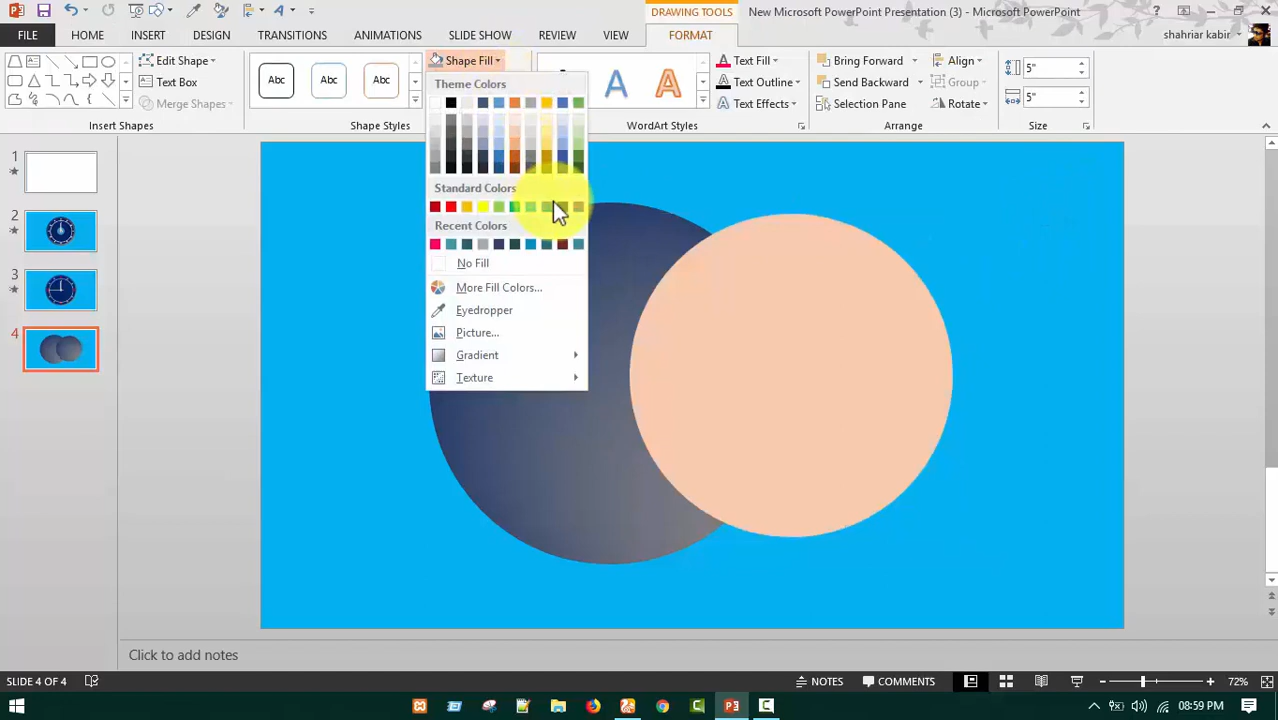 DRAWING TOOLS
New Microsoft PowerPoint Presentation (3) - Microsoft PowerPoint
FILE HOME INSERT DESIGN TRANSITIONS ANIMATIONS SLIDE SHOW REVIEW VIEW FORMAT shahriar kabir
Edit Shape
Text Box
Merge Shapes
Insert Shapes
Abc Abc Abc
Shape Styles
Shape Fill
Theme Colors
Standard Colors
Recent Colors
No Fill
More Fill Colors...
Eyedropper
Picture...
Gradient
Texture
A A
WordArt Styles
Text Fill
Text Outline
Text Effects
Bring Forward
Send Backward
Selection Pane
Align
Group
Rotate
Arrange
5"
5"
Size
1
2
3
4
Click to add notes
SLIDE 4 OF 4
NOTES COMMENTS 72%
08:59 PM